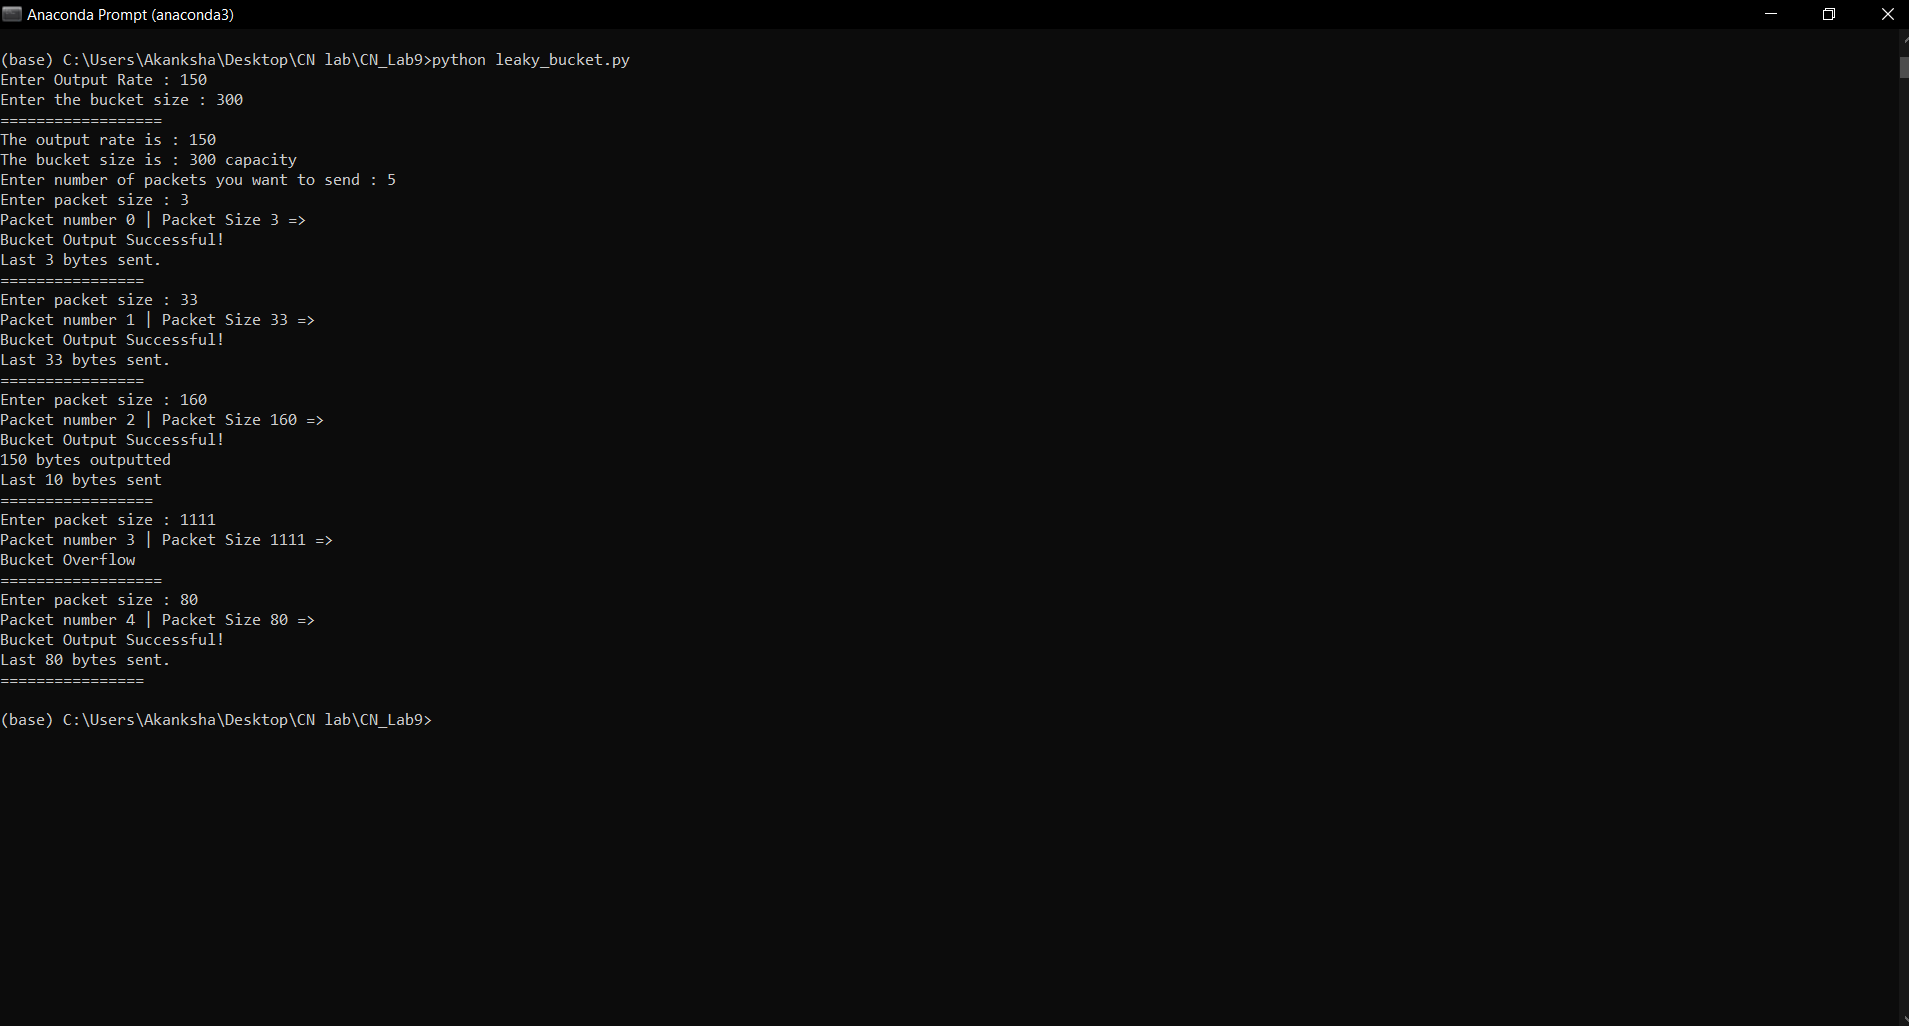 Anaconda Prompt (anaconda3)
(base) C:\Users\Akanksha\Desktop\CN lab\CN_Lab9>python leaky_bucket.py
Enter Output Rate : 150
Enter the bucket size : 300
==================
The output rate is : 150
The bucket size is : 300 capacity
Enter number of packets you want to send : 5
Enter packet size : 3
Packet number 0 | Packet Size 3 =>
Bucket Output Successful!
Last 3 bytes sent.
================
Enter packet size : 33
Packet number 1 | Packet Size 33 =>
Bucket Output Successful!
Last 33 bytes sent.
================
Enter packet size : 160
Packet number 2 | Packet Size 160 =>
Bucket Output Successful!
150 bytes outputted
Last 10 bytes sent
=================
Enter packet size : 1111
Packet number 3 | Packet Size 1111 =>
Bucket Overflow
==================
Enter packet size : 80
Packet number 4 | Packet Size 80 =>
Bucket Output Successful!
Last 80 bytes sent.
================
(base) C:\Users\Akanksha\Desktop\CN lab\CN_Lab9>